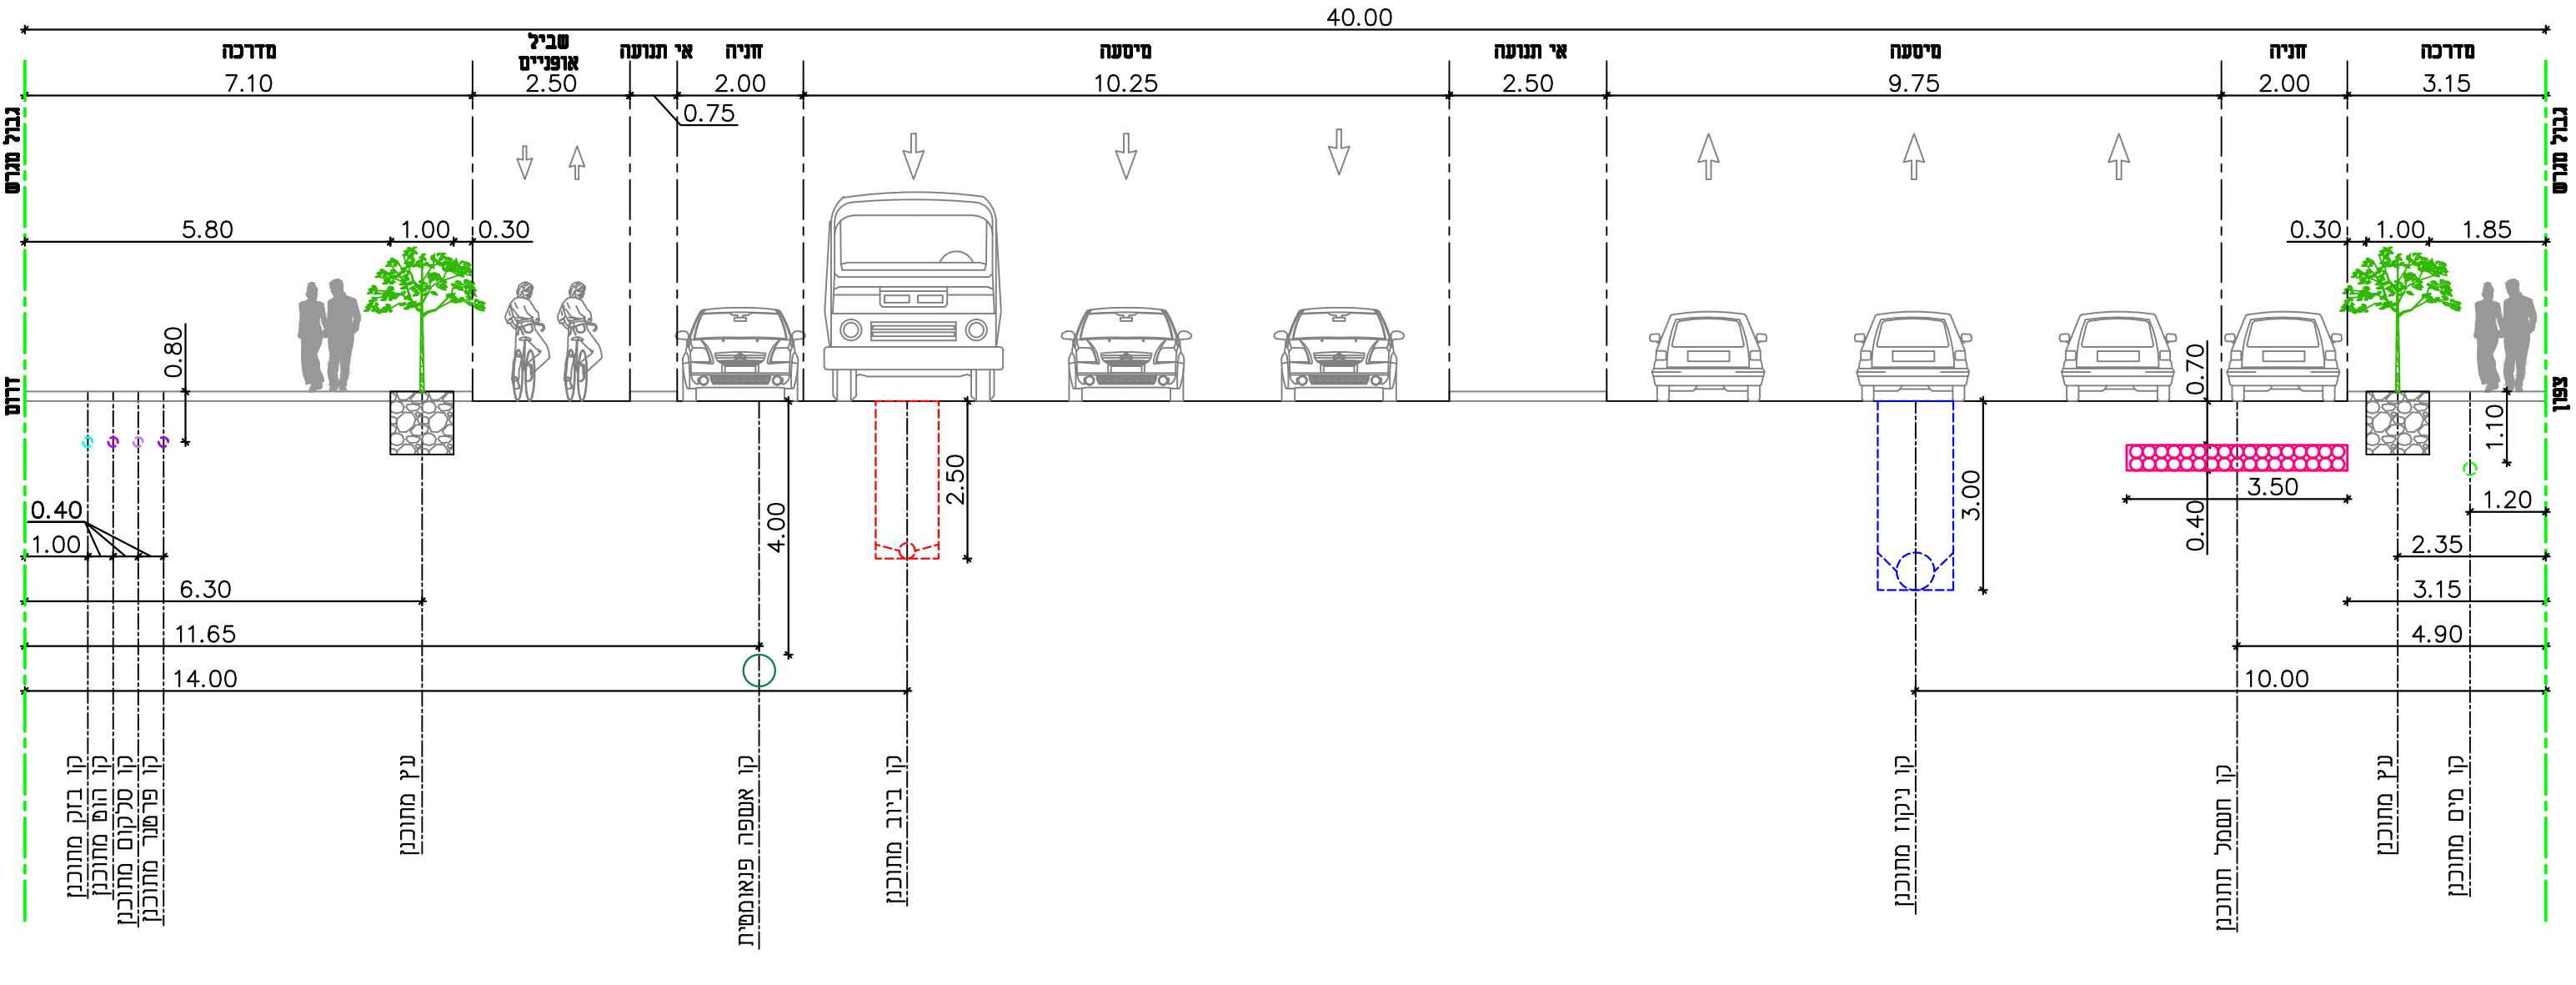 40.00
מדרכה
שביל
אופניים
אי תנועה
חניה
מיסעה
אי תנועה
מיסעה
חניה
מדרכה
7.10
2.50
0.75
2.00
10.25
2.50
9.75
2.00
3.15
גבול מגרש
גבול מגרש
5.80
1.00
0.30
0.30
1.00
1.85
0.80
0.70
1.10
דרום
צפון
2.50
4.00
3.00
3.50
0.40
0.40
1.00
1.20
2.35
6.30
3.15
11.65
4.90
14.00
10.00
קו בזק מתוכנן
קו הוט מתוכנן
קו סלקום מתוכנן
קו פרטנר מתוכנן
עץ מתוכנן
קו אשפה פנאומטית
קו ביוב מתוכנן
קו ניקוז מתוכנן
קו חשמל תתוכנן
עץ מתוכנן
קו מים מתוכנן